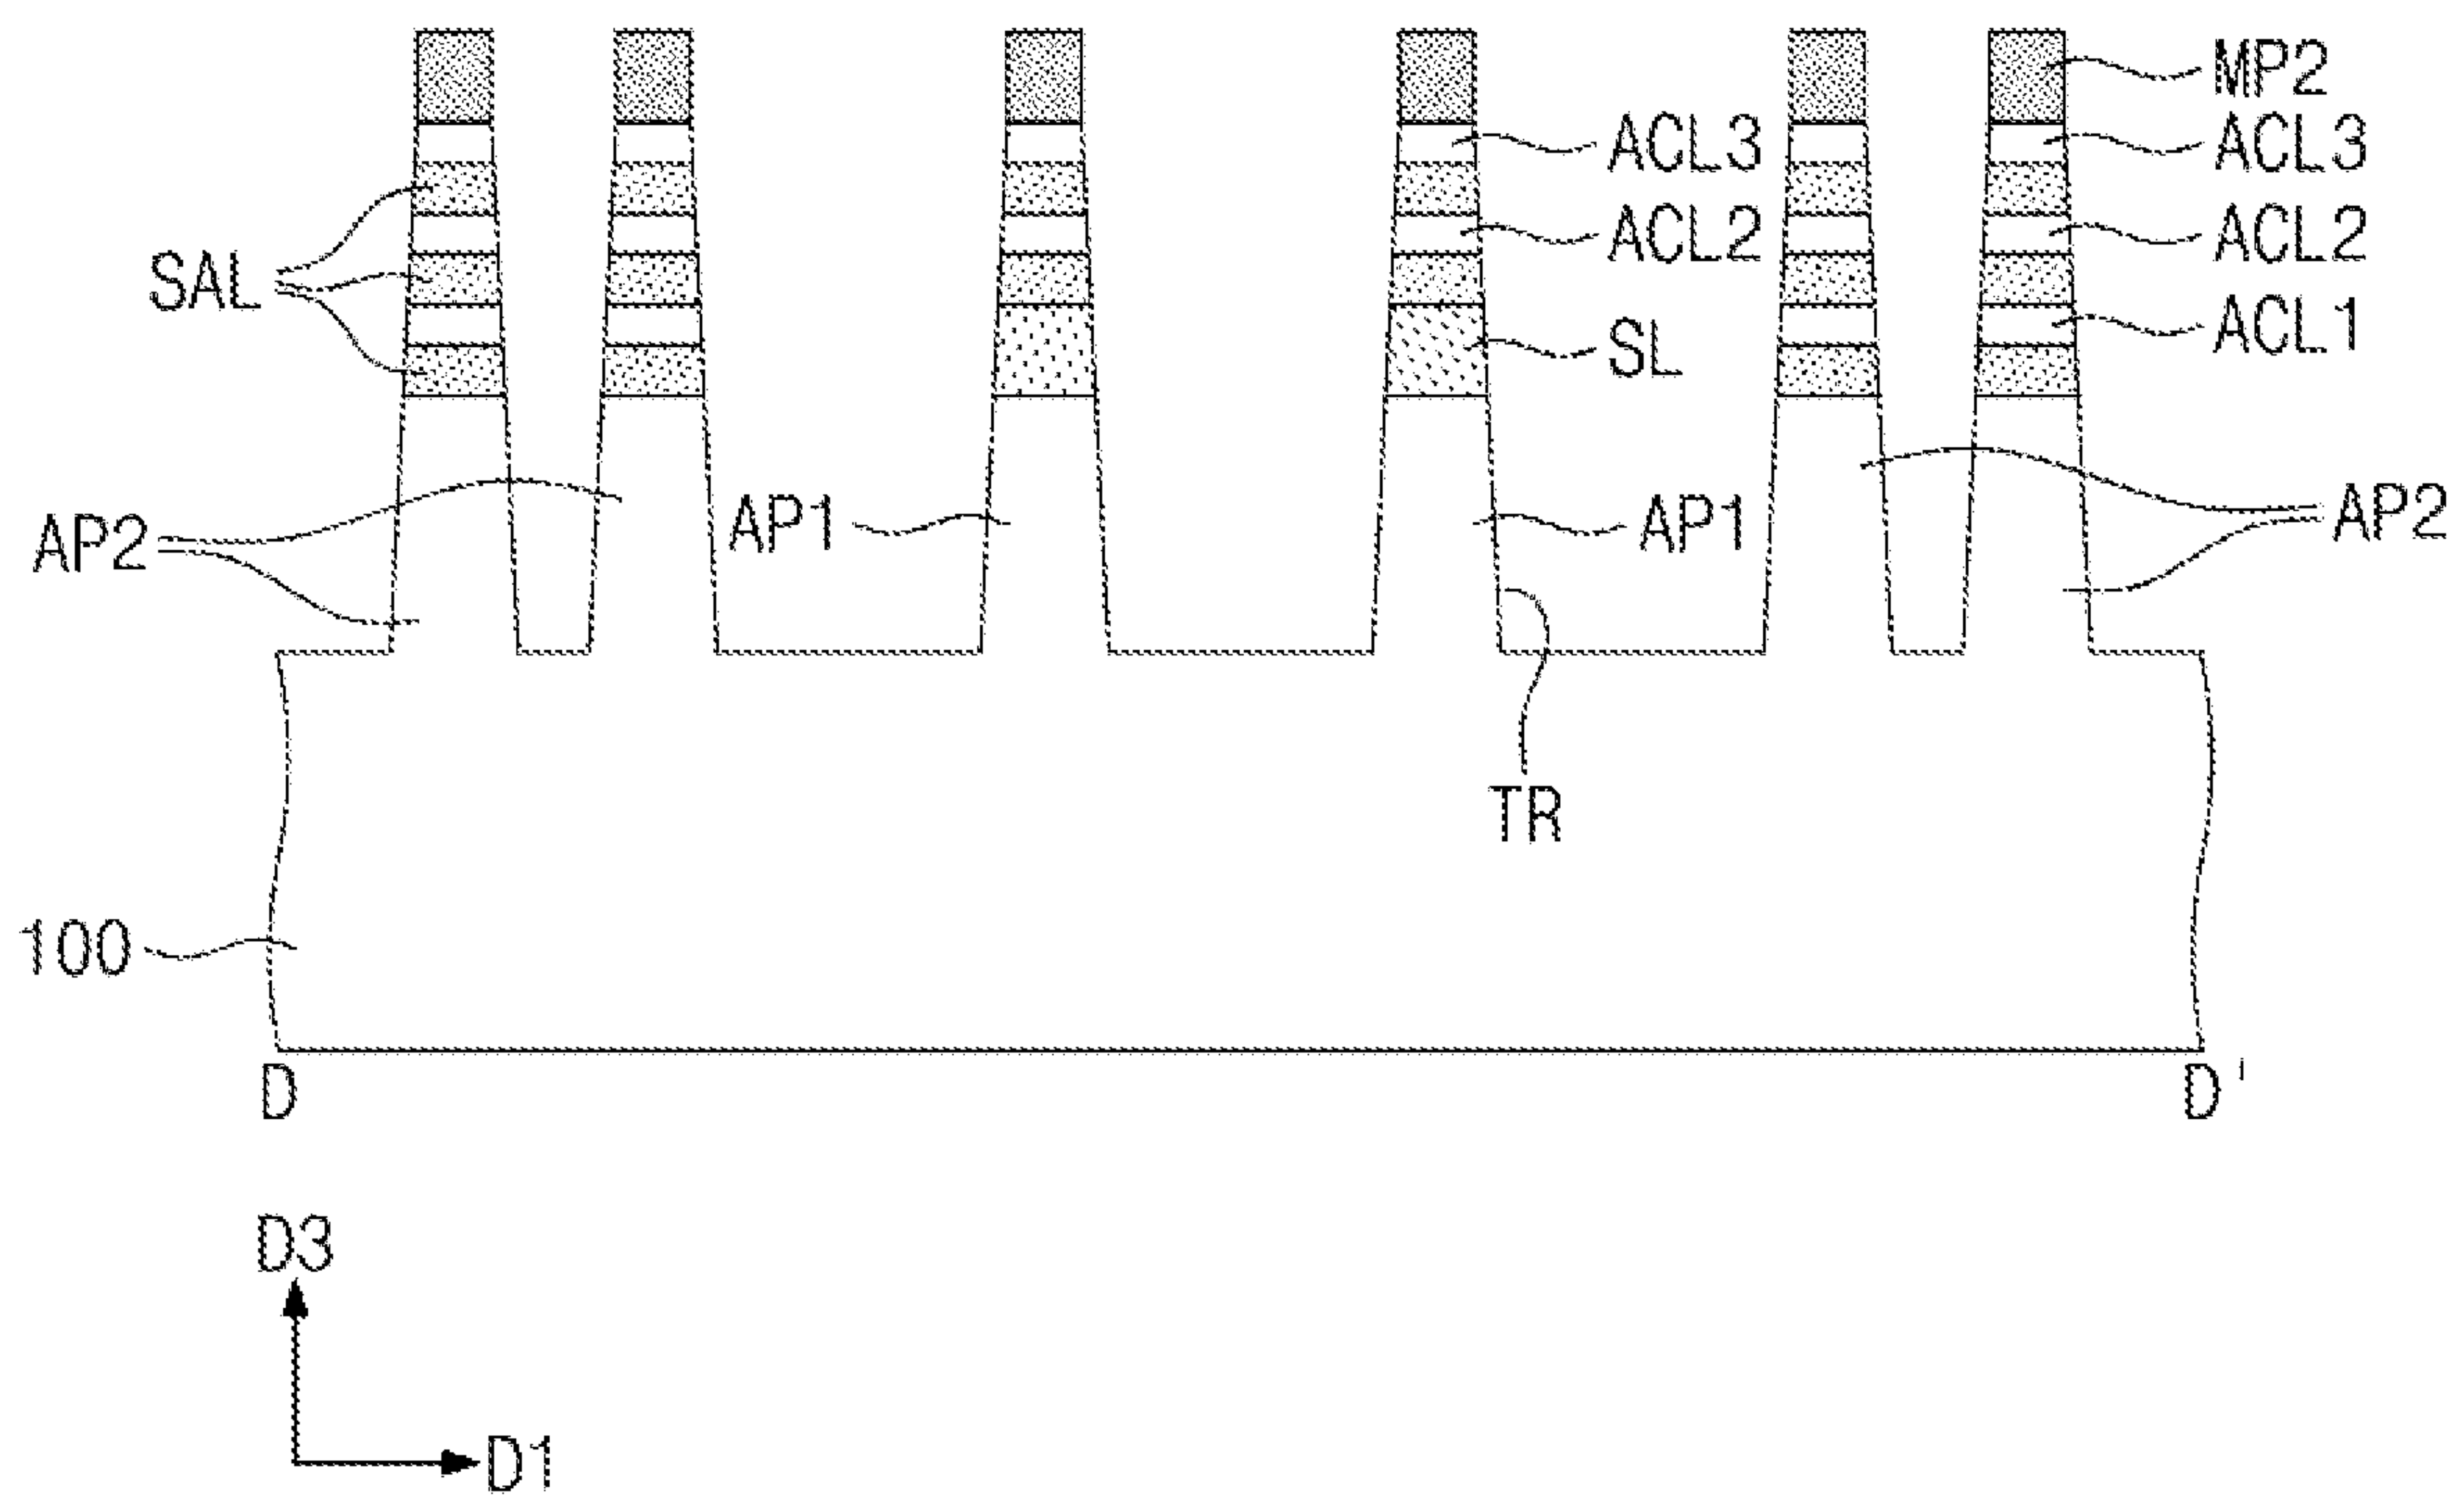 MP2
ACL3 ACL3
ACL2 ACL2
SAL ACL1
SL
AP2 AP1 AP1 AP2
TR
100
D D'
D3
D1